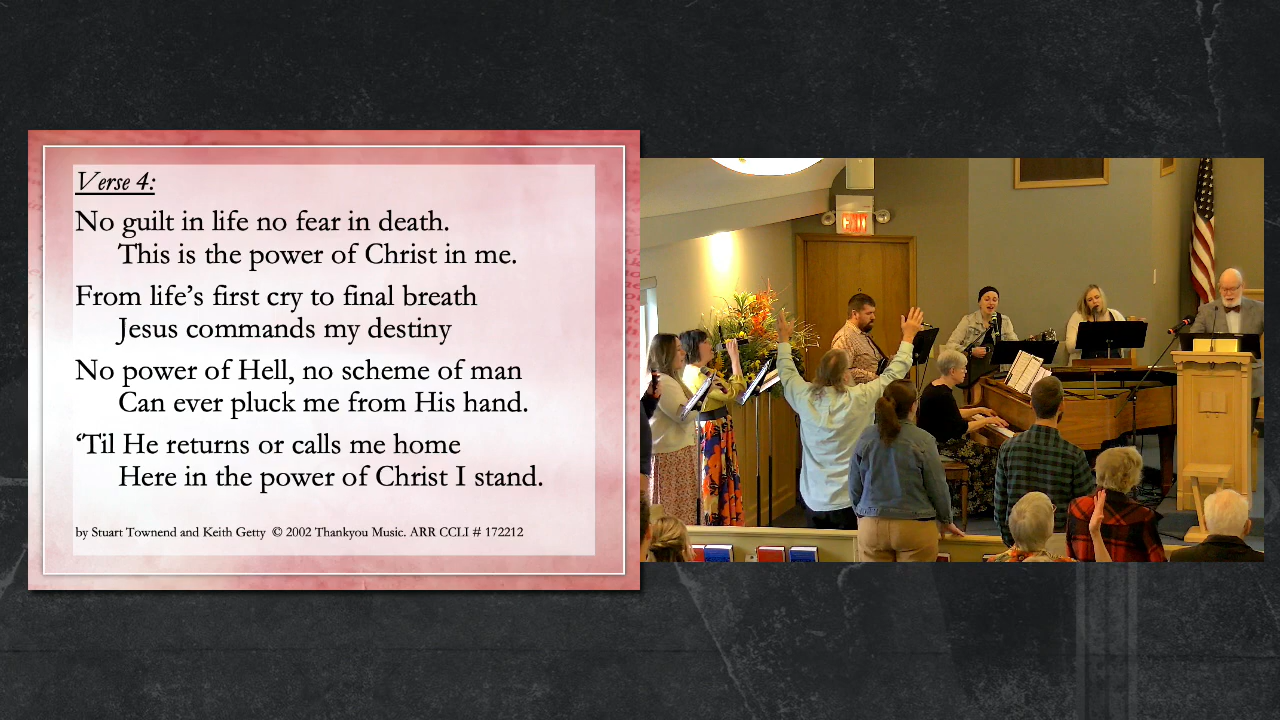 Verse 4:
No guilt in life no fear in death.
This is the power of Christ in me.
From life’s first cry to final breath
Jesus commands my destiny
No power of Hell, no scheme of man
Can ever pluck me from His hand.
‘Til He returns or calls me home
Here in the power of Christ I stand.
by Stuart Townend and Keith Getty © 2002 Thankyou Music. ARR CCLI # 172212
EXIT